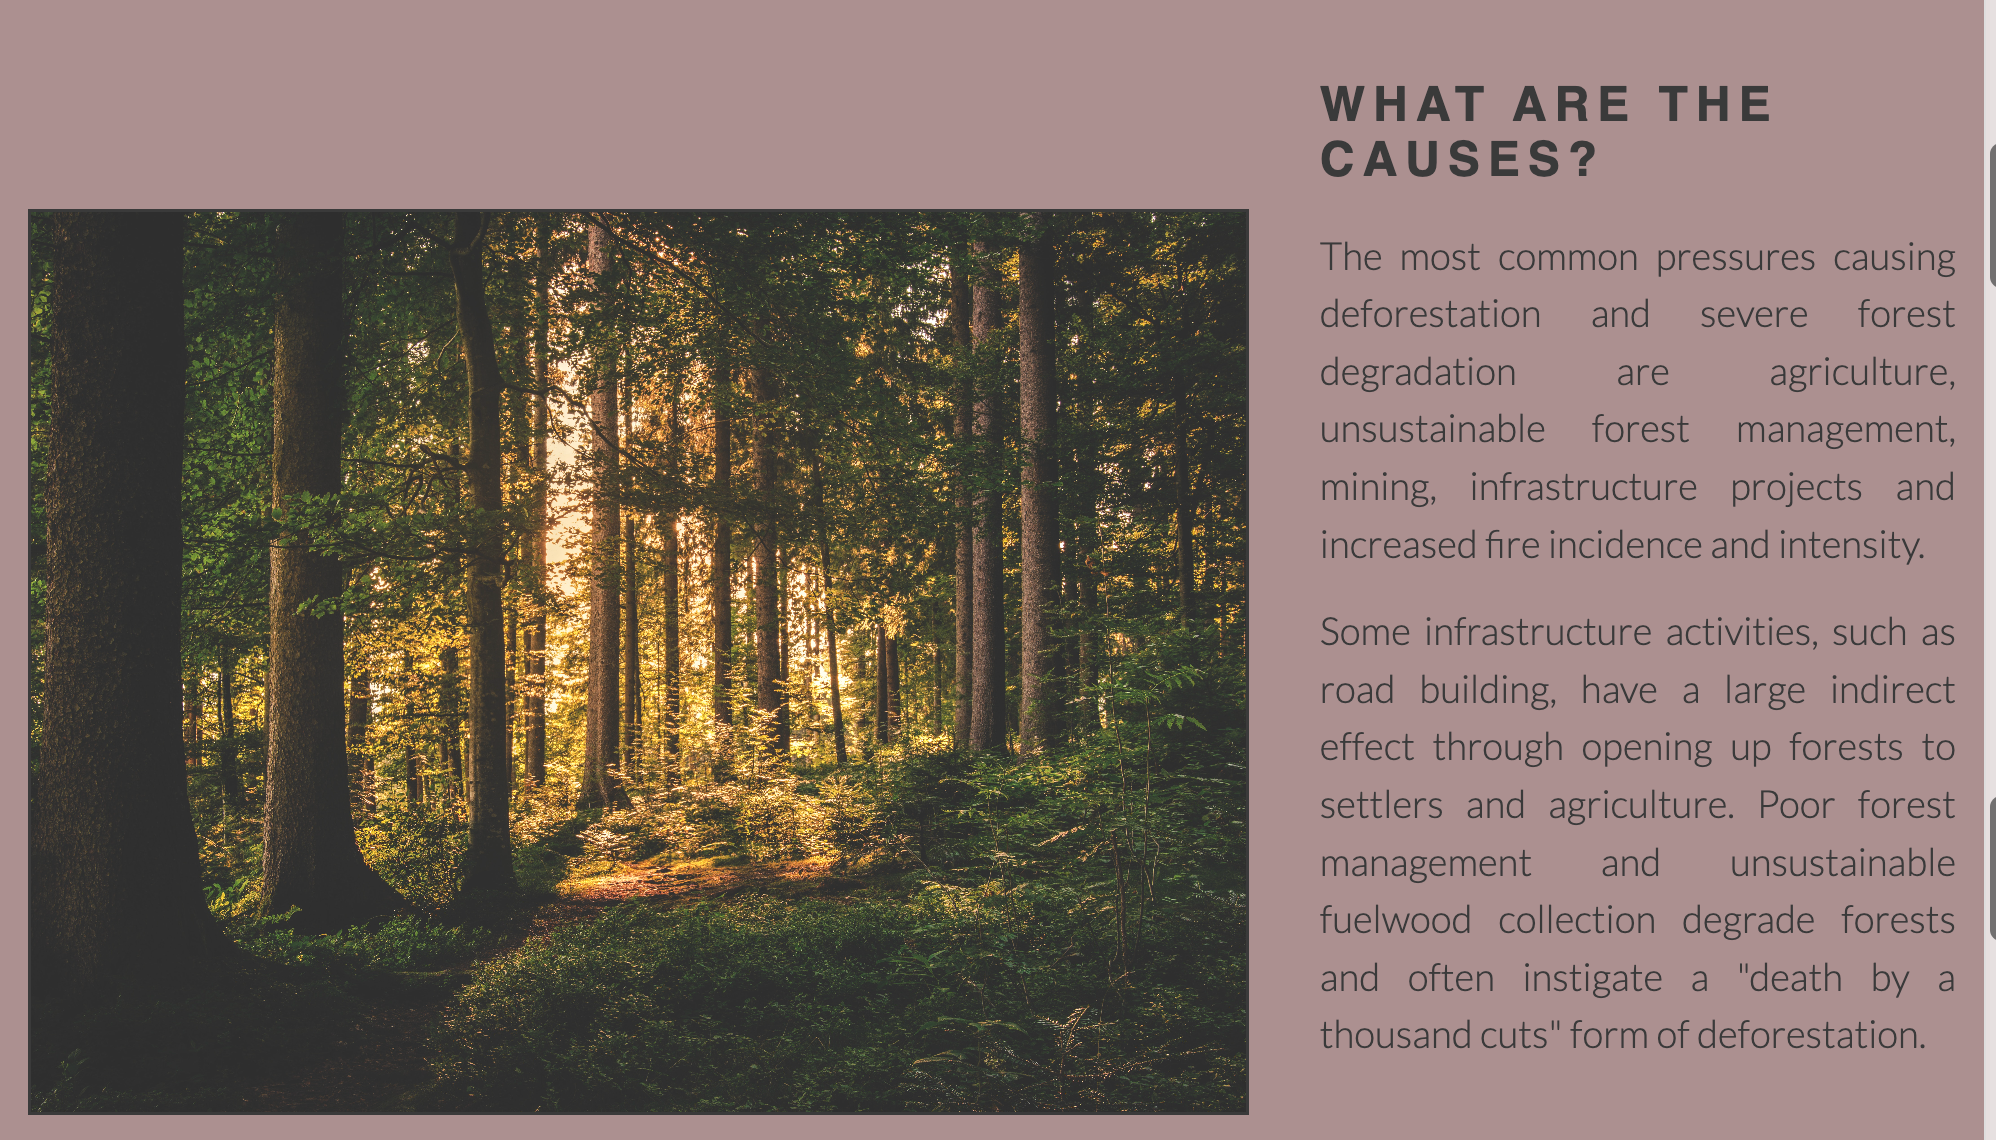 WHAT ARE THE
CAUSES?
The most common pressures causing
deforestation and severe forest
degradation are agriculture,
unsustainable forest management,
mining, infrastructure projects and
increased fire incidence and intensity.
Some infrastructure activities, such as
road building, have a large indirect
effect through opening up forests to
settlers and agriculture. Poor forest
management and unsustainable
fuelwood collection degrade forests
and often instigate a "death by a
thousand cuts" form of deforestation.